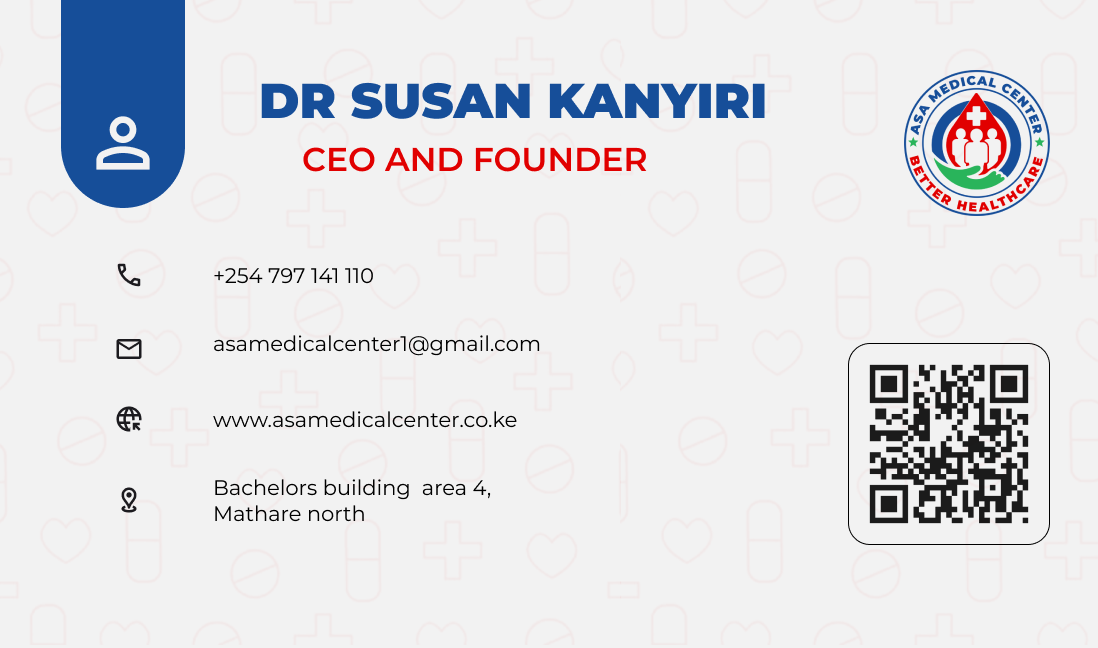 DR SUSAN KANYIRI
CEO AND FOUNDER
ASA MEDICAL CENTER
BETTER HEALTHCARE
+254 797 141 110
asamedicalcenter1@gmail.com
www.asamedicalcenter.co.ke
Bachelors building  area 4,
Mathare north